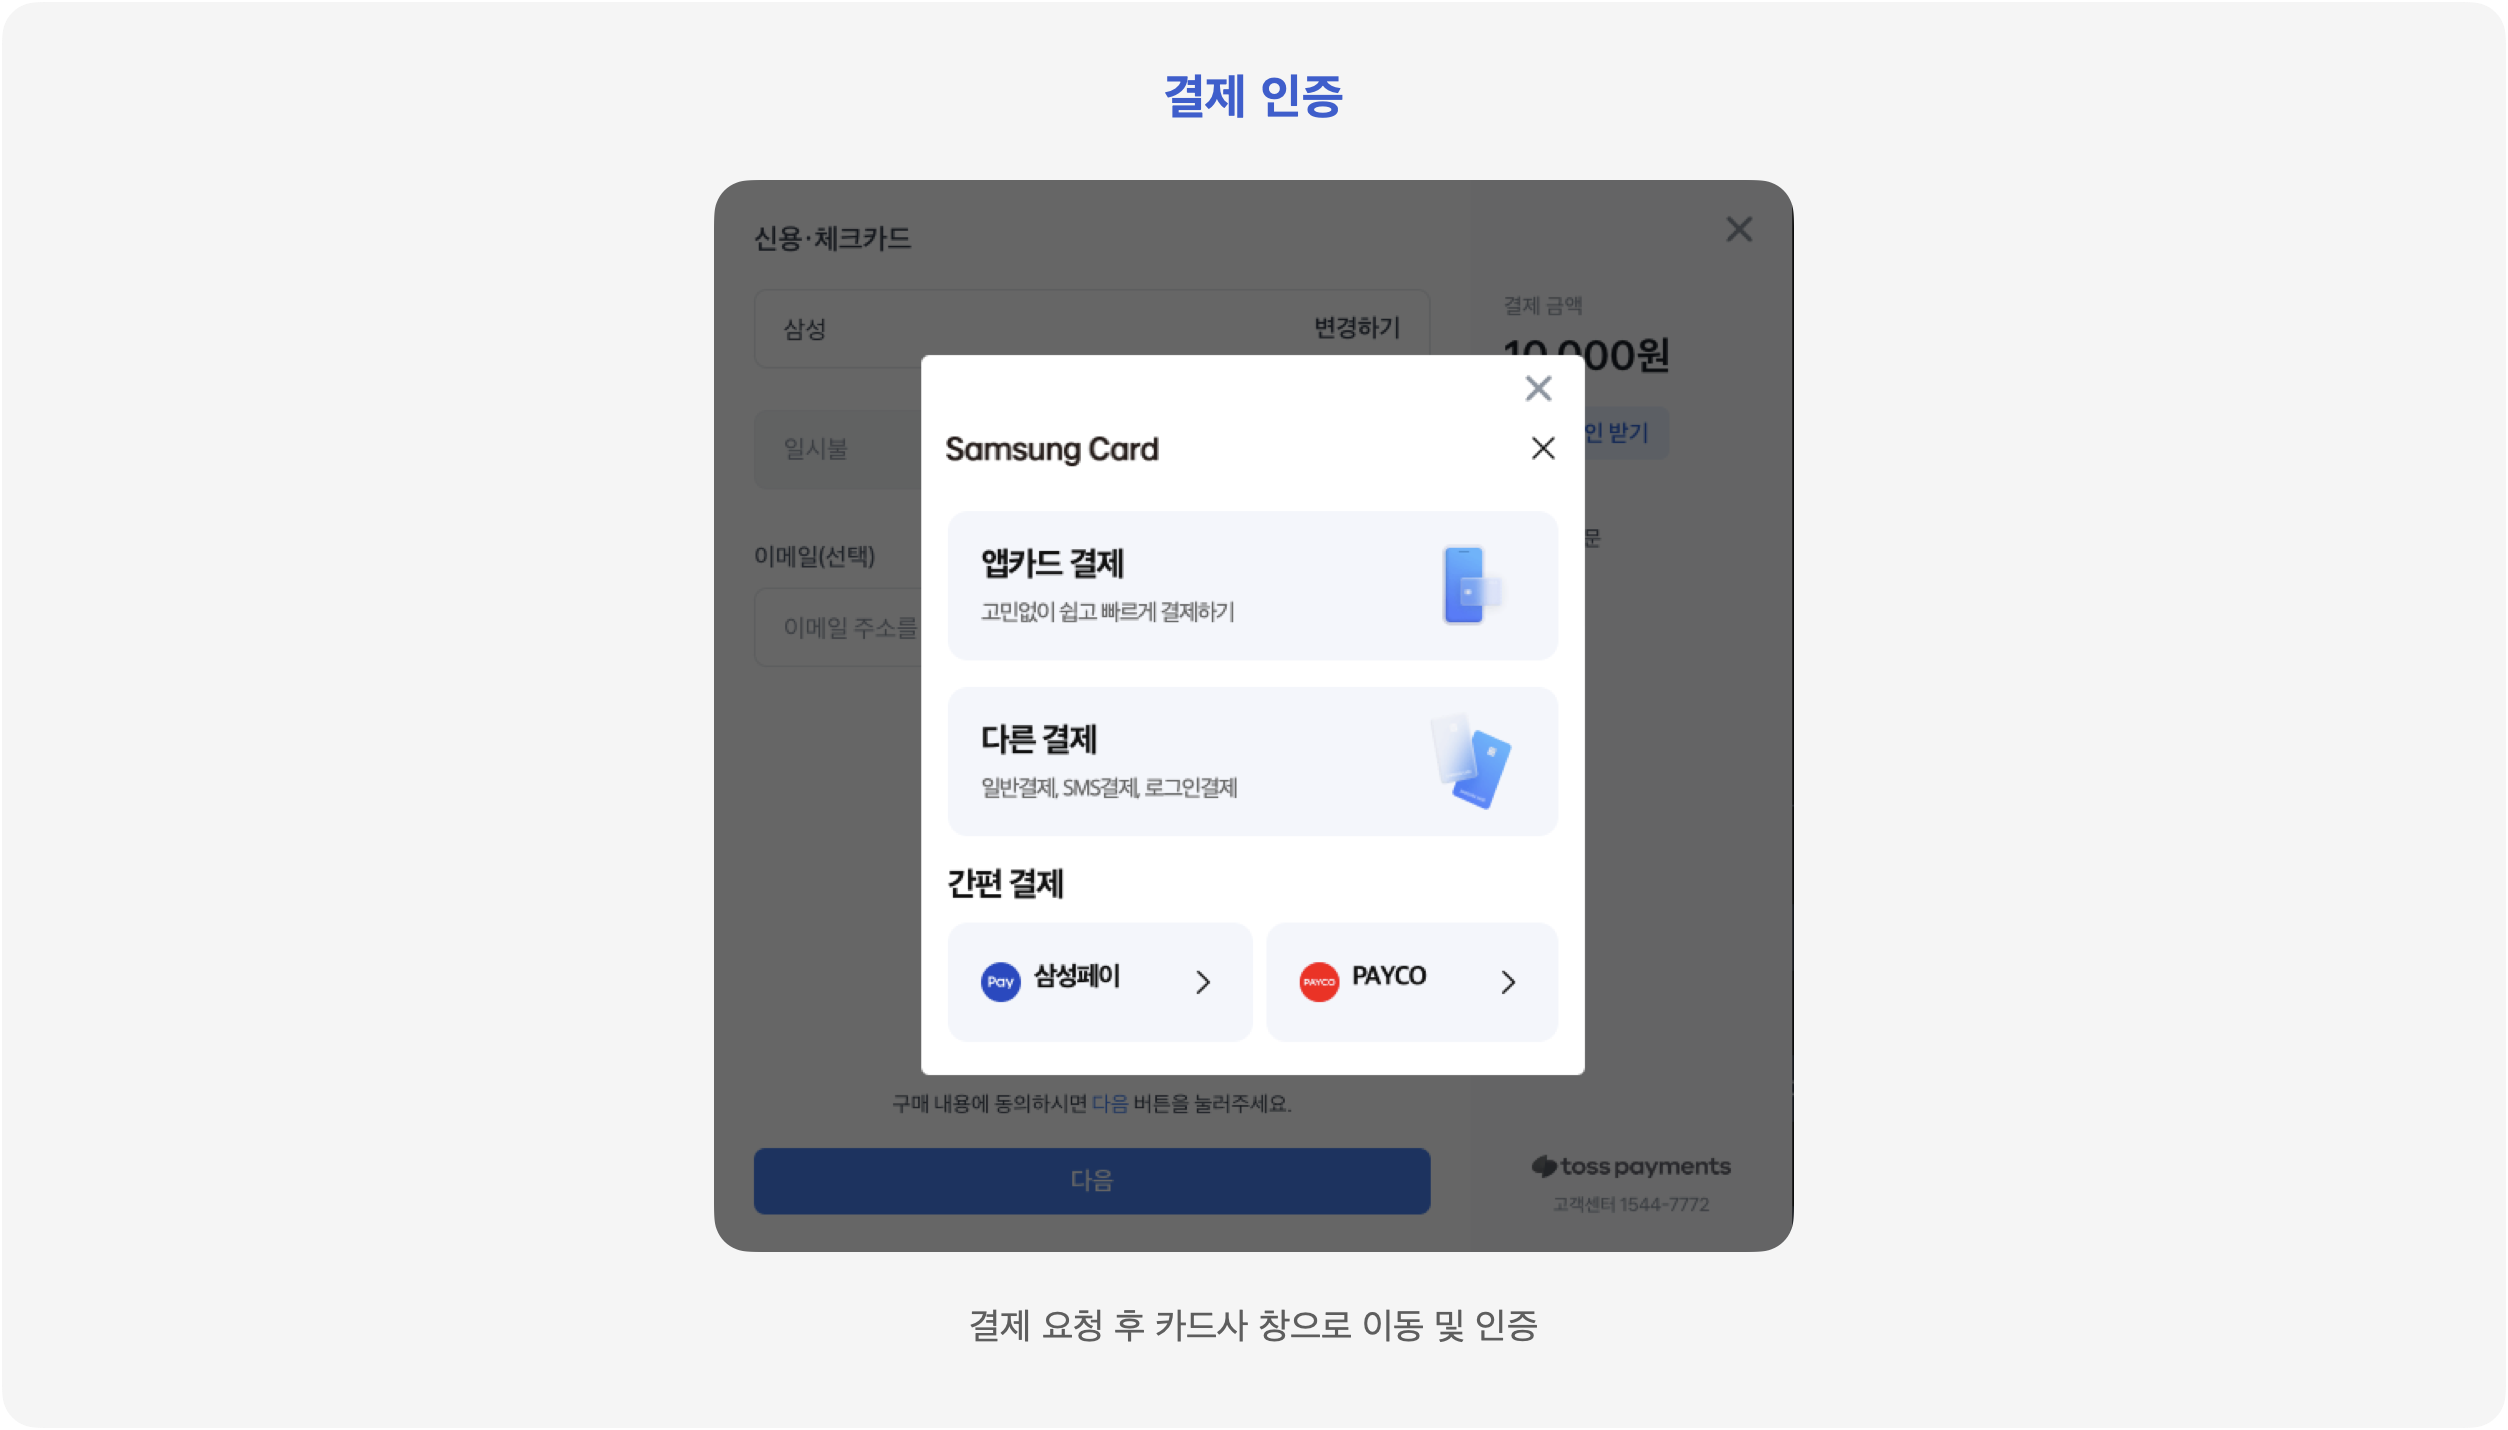 결제 인증
신용·체크카드
삼성 변경하기
일시불
이메일(선택)
이메일 주소를
결제 금액
10,000원
인 받기
문
Samsung Card
앱카드 결제
고민없이 쉽고 빠르게 결제하기
다른 결제
일반결제, SMS결제, 로그인결제
간편 결제
Pay 삼성페이
PAYCO PAYCO
구매 내용에 동의하시면 다음 버튼을 눌러주세요.
다음
toss payments
고객센터 1544-7772
결제 요청 후 카드사 창으로 이동 및 인증